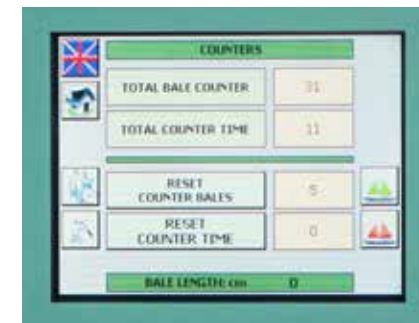 COUNTERS
TOTAL BALE COUNTER 31
TOTAL COUNTER TIME 11
RESET
COUNTER BALES
RESET
COUNTER TIME 0
BALE LENGTH: cm 0